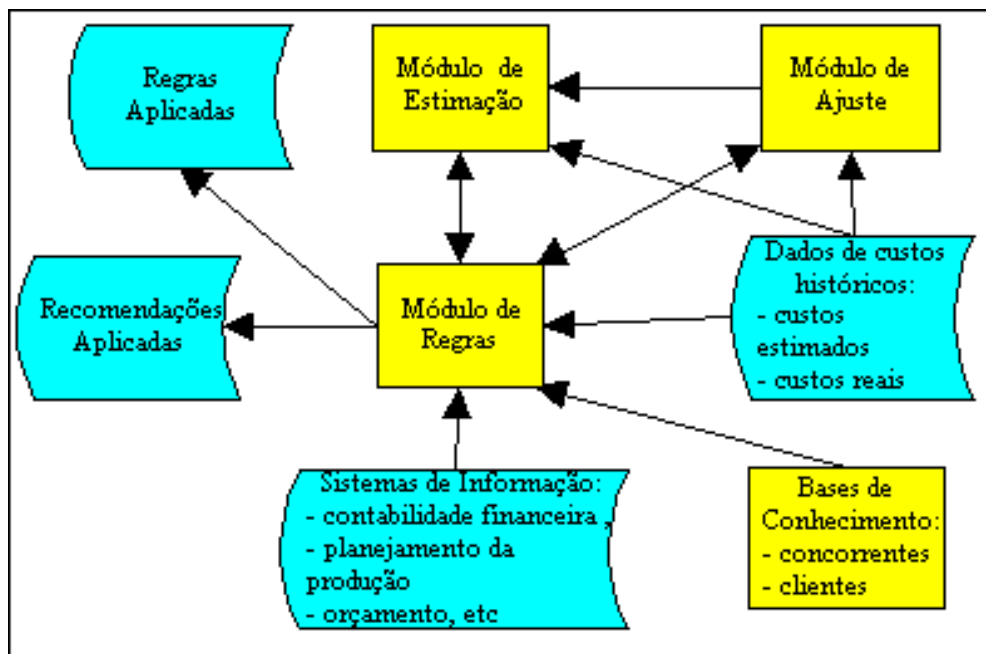 Regras
Aplicadas
Módulo de
Estimação
Módulo de
Ajuste
Recomendações
Aplicadas
Módulo de
Regras
Dados de custos
históricos:
- custos
estimados
- custos reais
Sistemas de Informação:
- contabilidade financeira ,
- planejamento da
produção
- orçamento, etc
Bases de
Conhecimento:
- concorrentes
- clientes